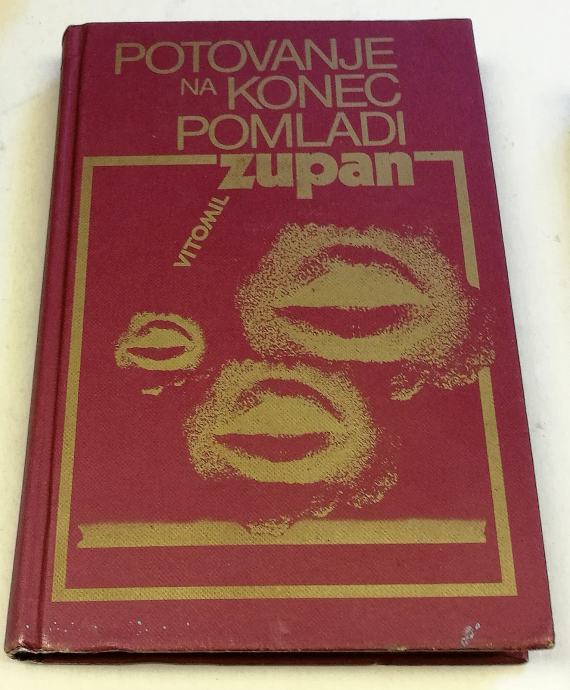 POTOVANJE
NA KONEC
POMLADI
zupan
VITOMIL